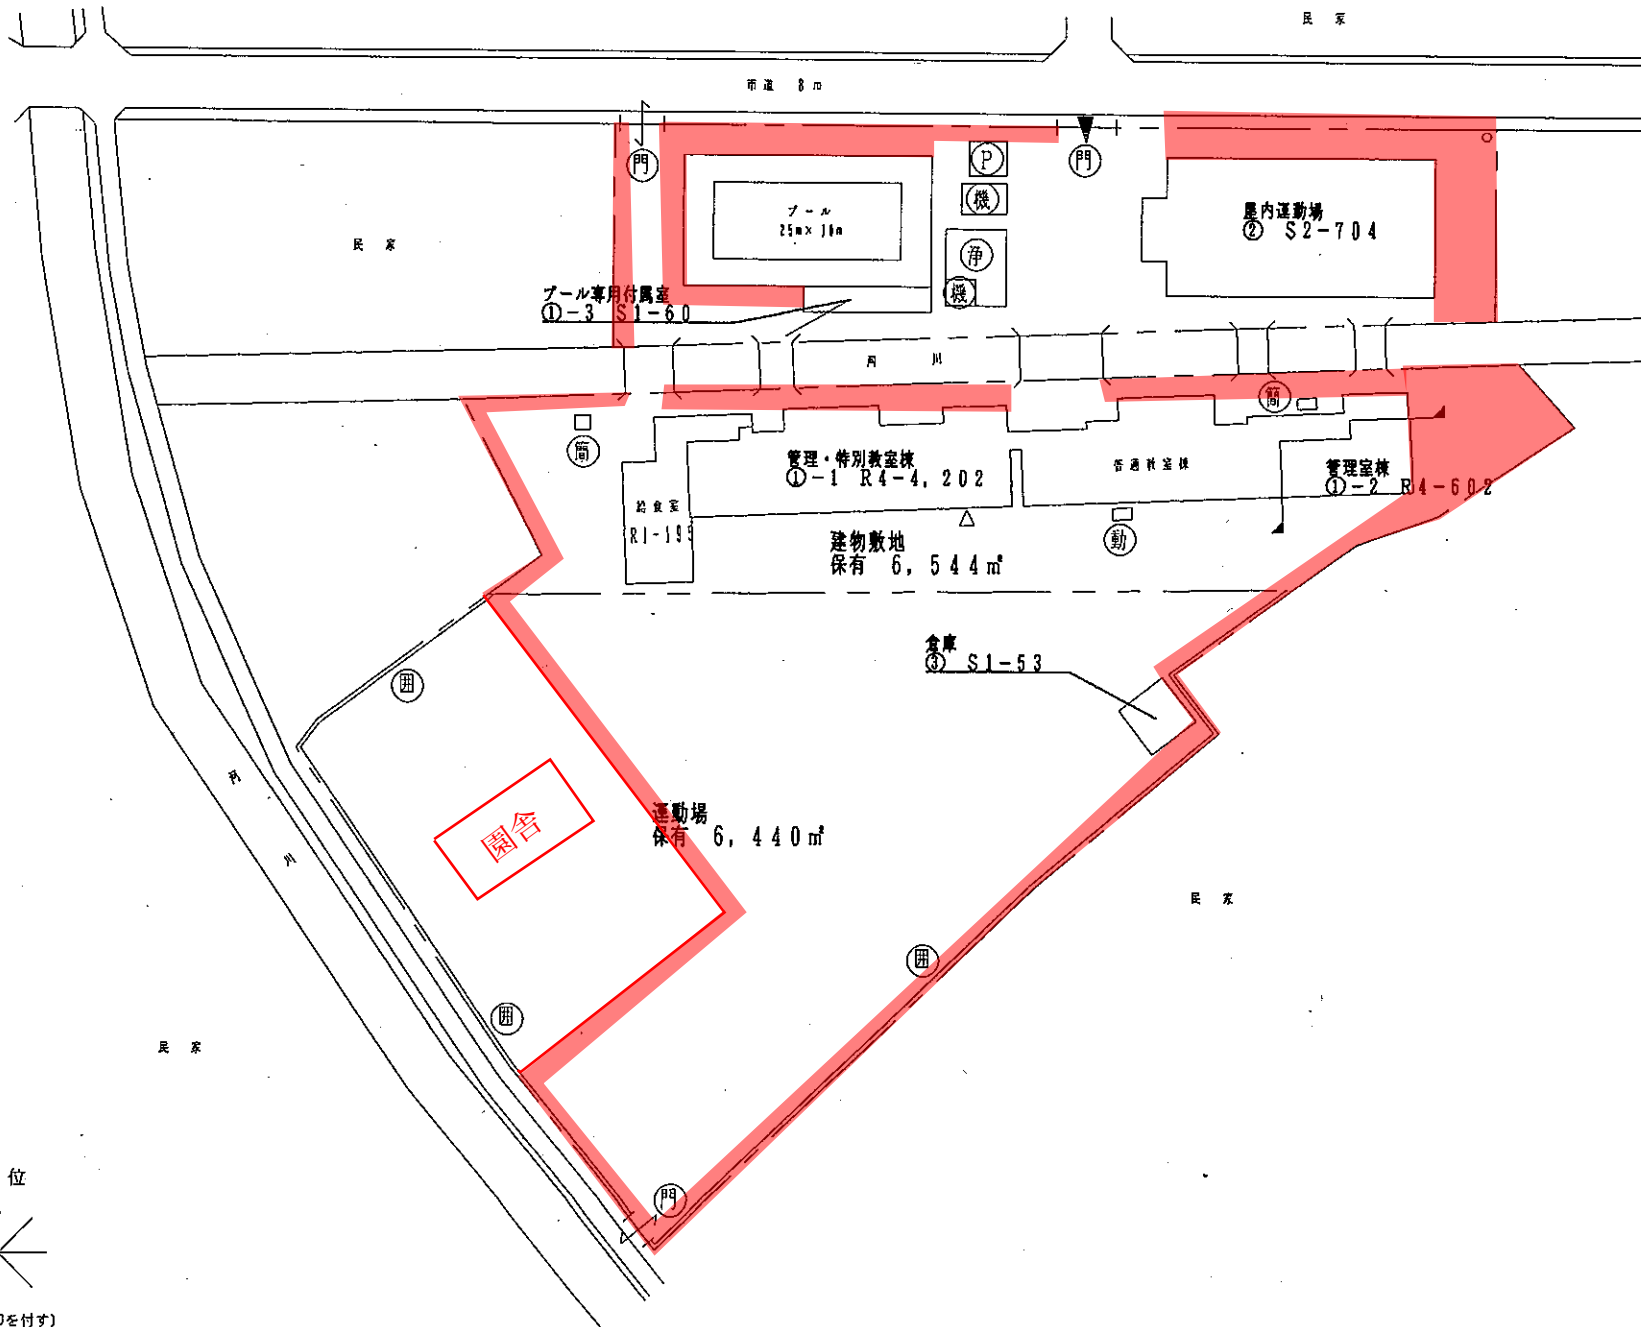 民 家
市道 8m
門
P
門
機
プール
25m×10m
屋内運動場
② S2-704
民 家
浄
機
プール専用付属室
①-3 S1-60
河 川
簡
簡
管理・特別教室棟
①-1 R4-4,202
普通教室棟
管理室棟
①-2 R4-602
給食室
R1-195
動
建物敷地
保有 6,544㎡
倉庫
③ S1-53
囲
河
川
園舎
運動場
保有 6,440㎡
民 家
囲
囲
民 家
位
門
を付す)